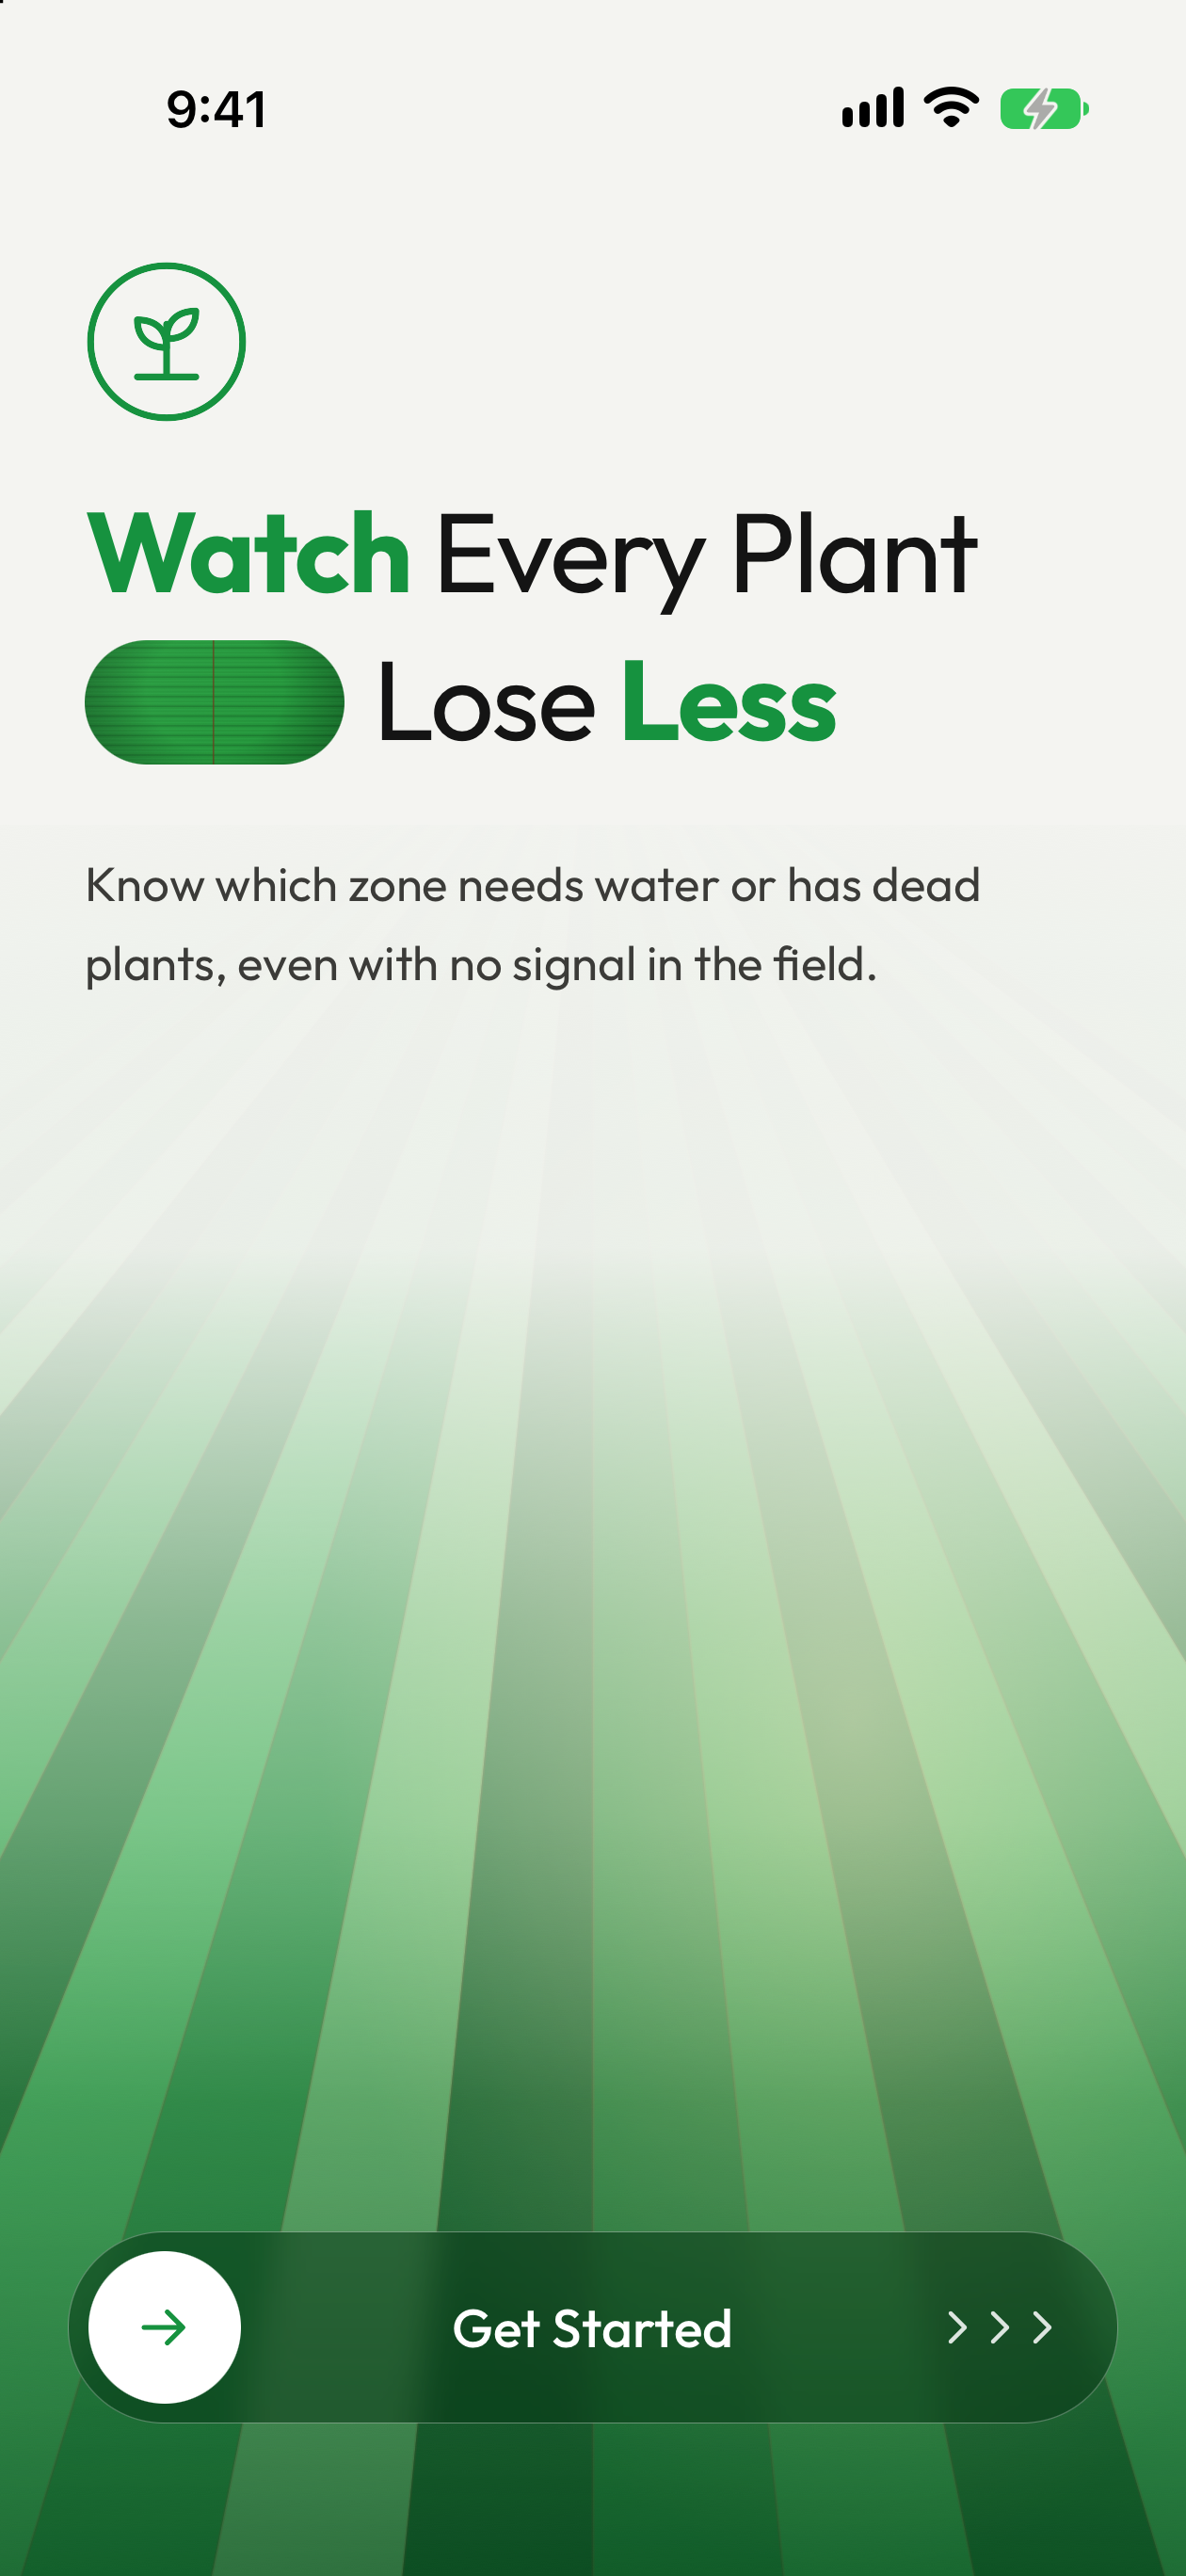 9:41
Watch Every Plant
Lose Less
Know which zone needs water or has dead
plants, even with no signal in the field.
Get Started